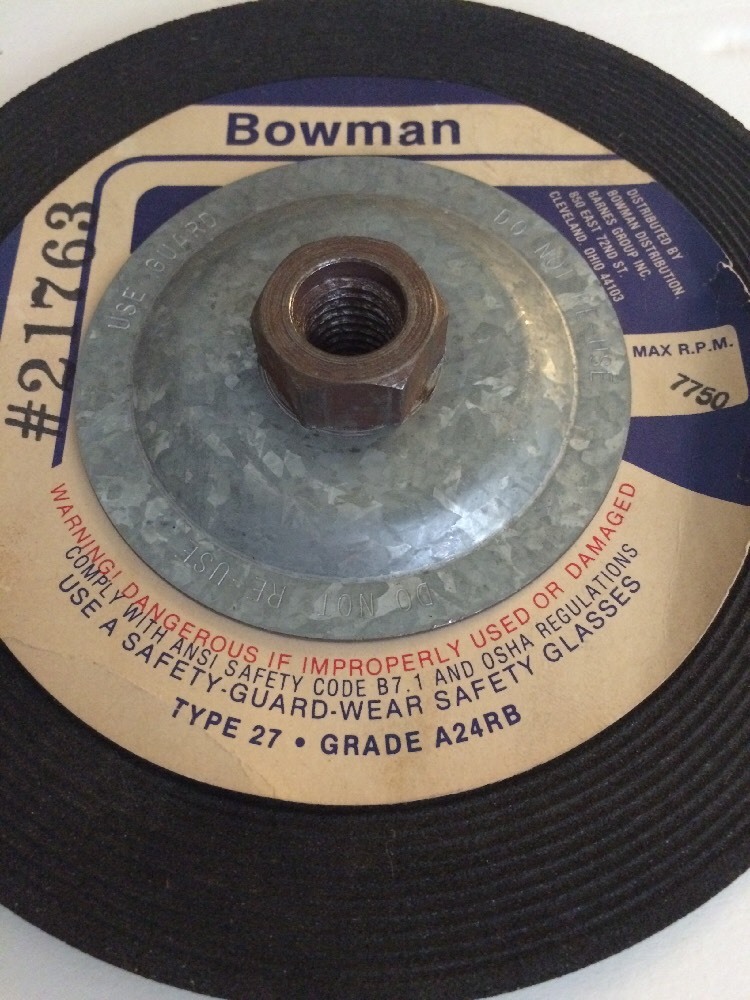 Bowman
#21763
DISTRIBUTED BY
BOWMAN DISTRIBUTION
BARNES GROUP INC.
850 EAST 72ND ST.
CLEVELAND, OHIO 44103
MAX R.P.M.
7750
USE GUARD
DO NOT RE-USE
DO NOT RE-USE
WARNING! DANGEROUS IF IMPROPERLY USED OR DAMAGED
COMPLY WITH ANSI SAFETY CODE B7.1 AND OSHA REGULATIONS
USE A SAFETY-GUARD-WEAR SAFETY GLASSES
TYPE 27 • GRADE A24RB